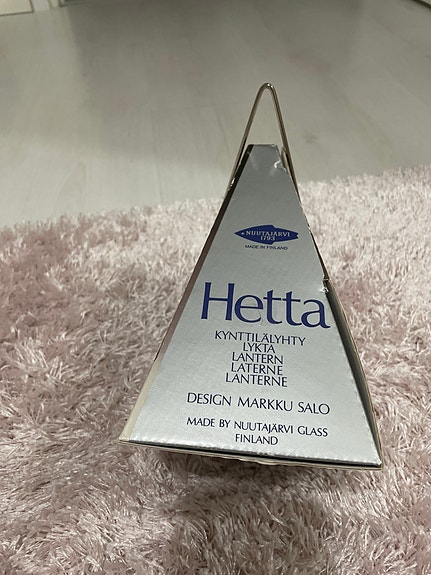 NUUTAJÄRVI
1793
MADE IN FINLAND
Hetta
KYNTTILÄLYHTY
LYKTA
LANTERN
LATERNE
LANTERNE
DESIGN MARKKU SALO
MADE BY NUUTAJÄRVI GLASS
FINLAND